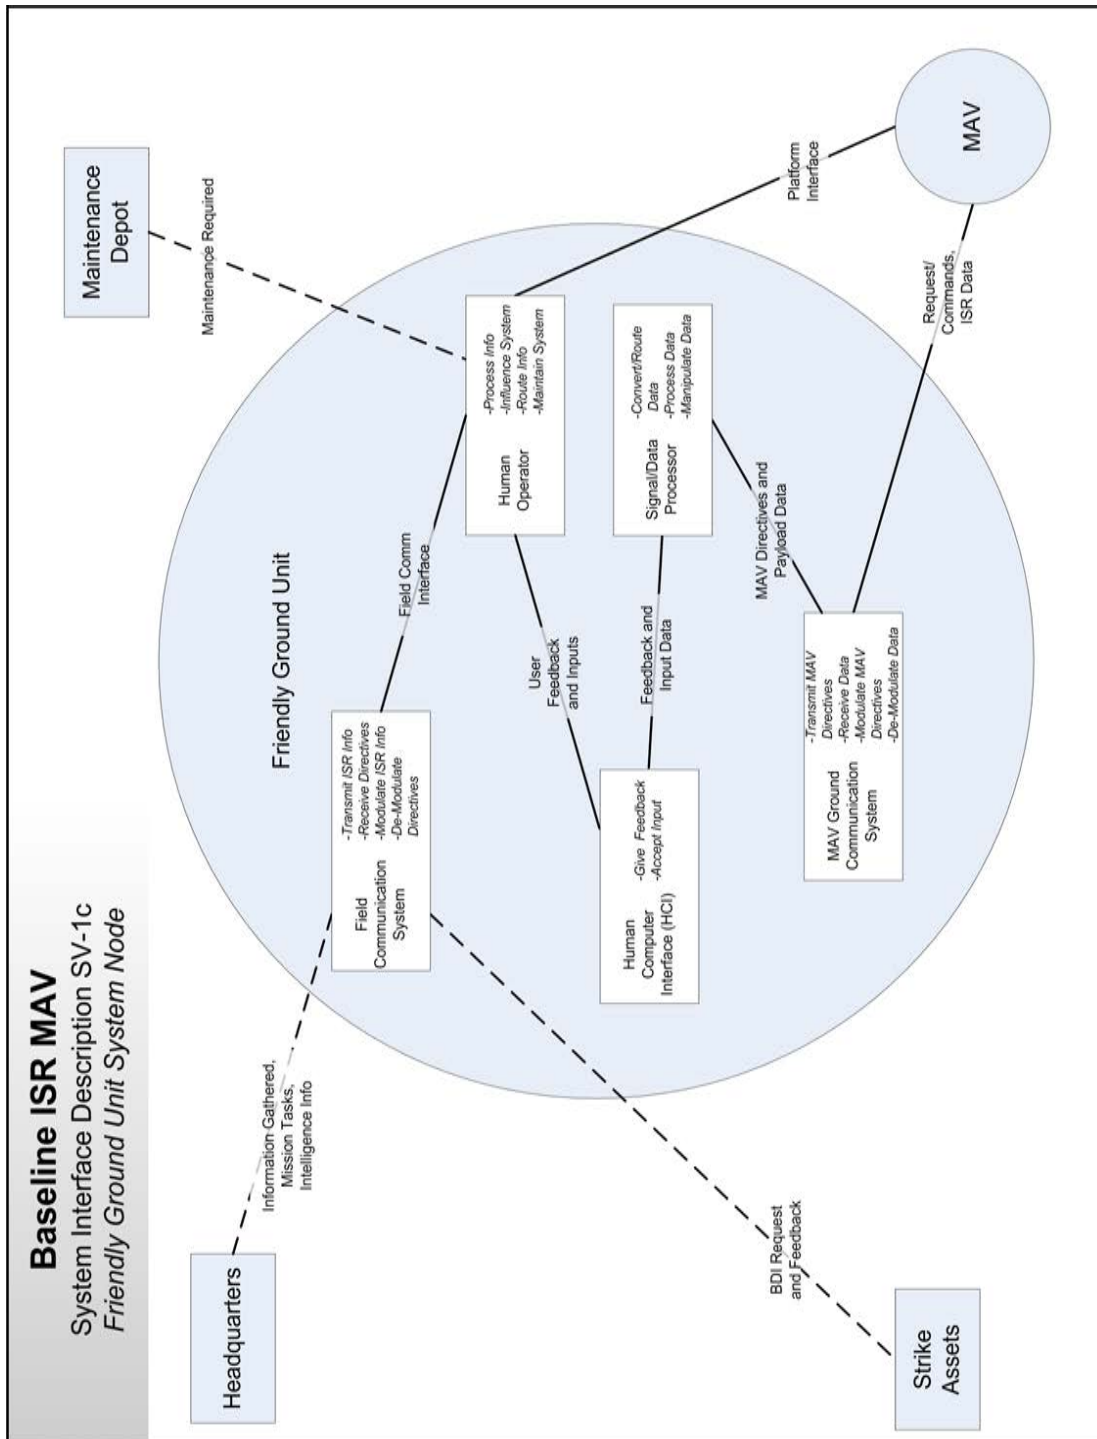 Baseline ISR MAV
System Interface Description SV-1c
Friendly Ground Unit System Node
Headquarters
Information Gathered,
Mission Tasks,
Intelligence Info
Maintenance
Depot
Maintenance Required
Friendly Ground Unit
Field
Communication
System
-Transmit ISR Info
-Receive Directives
-Modulate ISR Info
-De-Modulate
Directives
Field Comm
Interface
Human
Operator
-Process Info
-Influence System
-Route Info
-Maintain System
User
Feedback
and Inputs
Human
Computer
Interface (HCI)
-Give Feedback
-Accept Input
Feedback and
Input Data
Signal/Data
Processor
-Convert/Route
Data
-Process Data
-Manipulate Data
MAV Directives and
Payload Data
MAV Ground
Communication
System
-Transmit MAV
Directives
-Receive Data
-Modulate MAV
Directives
-De-Modulate Data
Platform
Interface
Request/
Commands,
ISR Data
MAV
BDI Request
and Feedback
Strike
Assets